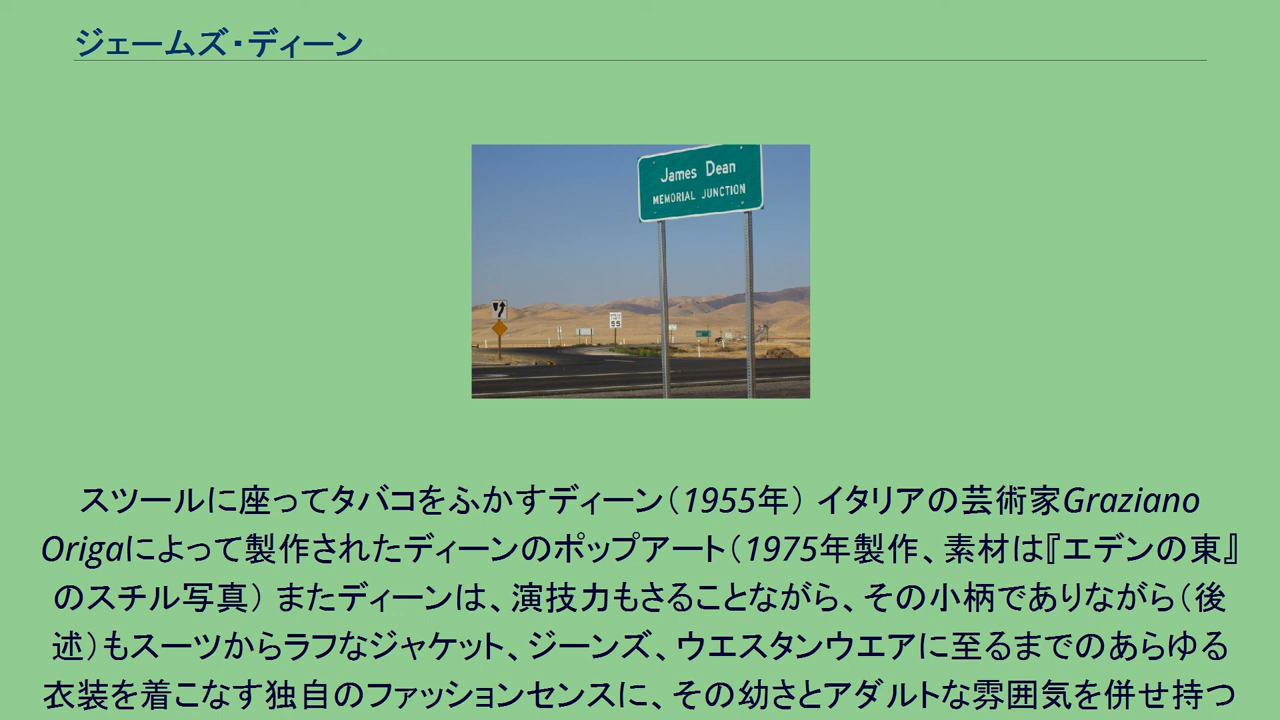 ジェームズ・ディーン
James Dean
MEMORIAL JUNCTION
55
スツールに座ってタバコをふかすディーン（1955年） イタリアの芸術家Graziano
Origalによって製作されたディーンのポップアート（1975年製作、素材は『エデンの東』
のスチル写真） またディーンは、演技力もさることながら、その小柄でありながら（後
述）もスーツからラフなジャケット、ジーンズ、ウエスタンウエアに至るまでのあらゆる
衣装を着こなす独自のファッションセンスに、その幼さとアダルトな雰囲気を併せ持つ